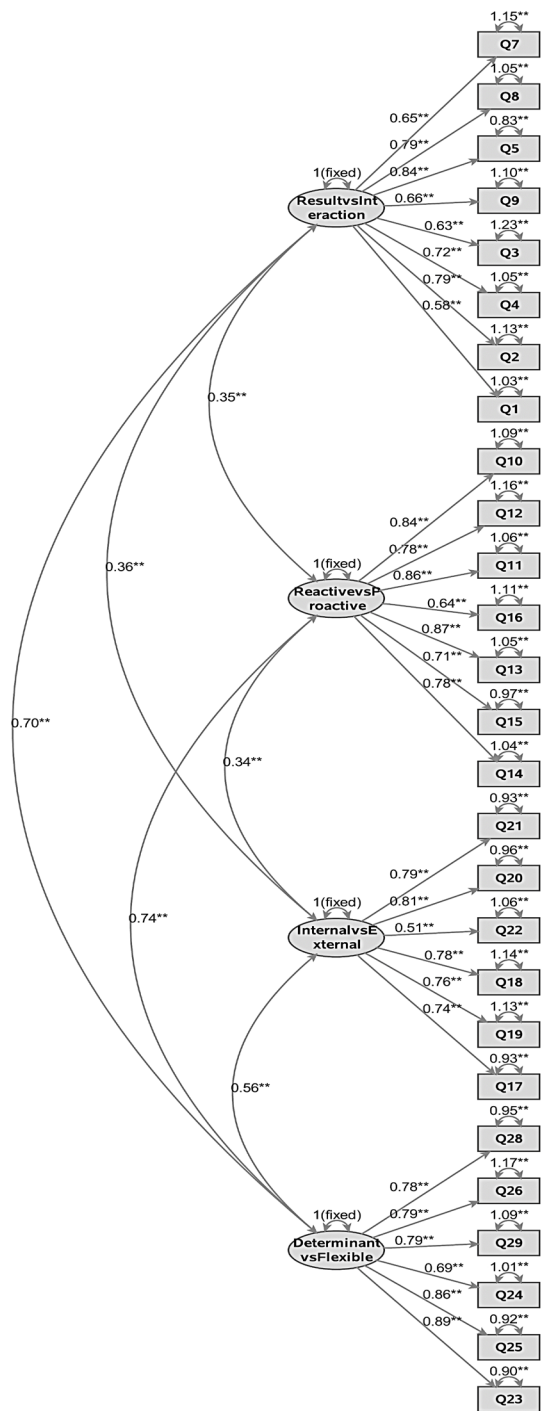 1.15**
Q7
1.05**
Q8
0.83**
Q5
1.10**
Q9
1.23**
Q3
1.05**
Q4
1.13**
Q2
1.03**
Q1
0.65**
0.79**
0.84**
0.66**
0.63**
0.72**
0.79**
0.58**
1(fixed)
ResultvsInt
eraction
0.35**
0.36**
0.70**
1.09**
Q10
1.16**
Q12
1.06**
Q11
1.11**
Q16
1.05**
Q13
0.97**
Q15
1.04**
Q14
0.84**
0.78**
0.86**
0.64**
0.87**
0.71**
0.78**
1(fixed)
ReactivevsP
roactive
0.34**
0.74**
0.93**
Q21
0.96**
Q20
1.06**
Q22
1.14**
Q18
1.13**
Q19
0.93**
Q17
0.79**
0.81**
0.51**
0.78**
0.76**
0.74**
1(fixed)
InternalvsE
xternal
0.56**
0.95**
Q28
1.17**
Q26
1.09**
Q29
1.01**
Q24
0.92**
Q25
0.90**
Q23
0.78**
0.79**
0.79**
0.69**
0.86**
0.89**
1(fixed)
Determinant
vsFlexible